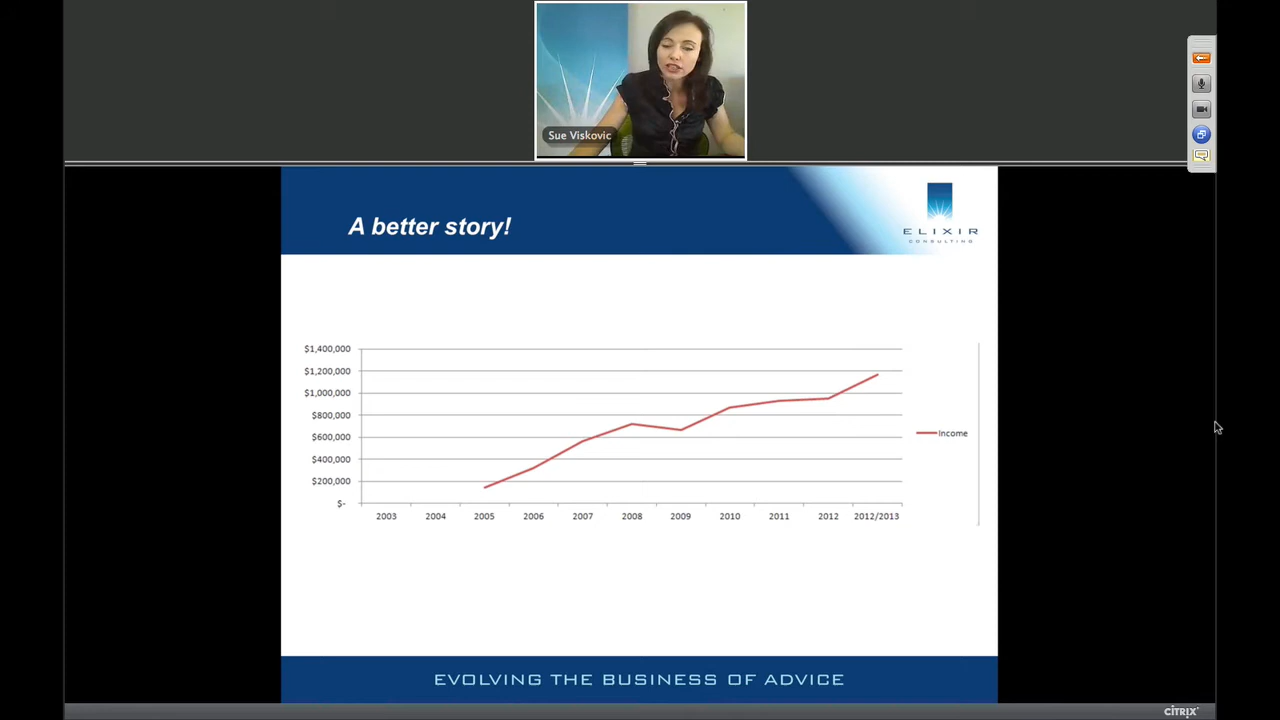 Sue Viskovic
A better story!
ELIXIR
CONSULTING
$1,400,000
$1,200,000
$1,000,000
$800,000
$600,000
$400,000
$200,000
$-
2003 2004 2005 2006 2007 2008 2009 2010 2011 2012 2012/2013
Income
EVOLVING THE BUSINESS OF ADVICE
CITRIX